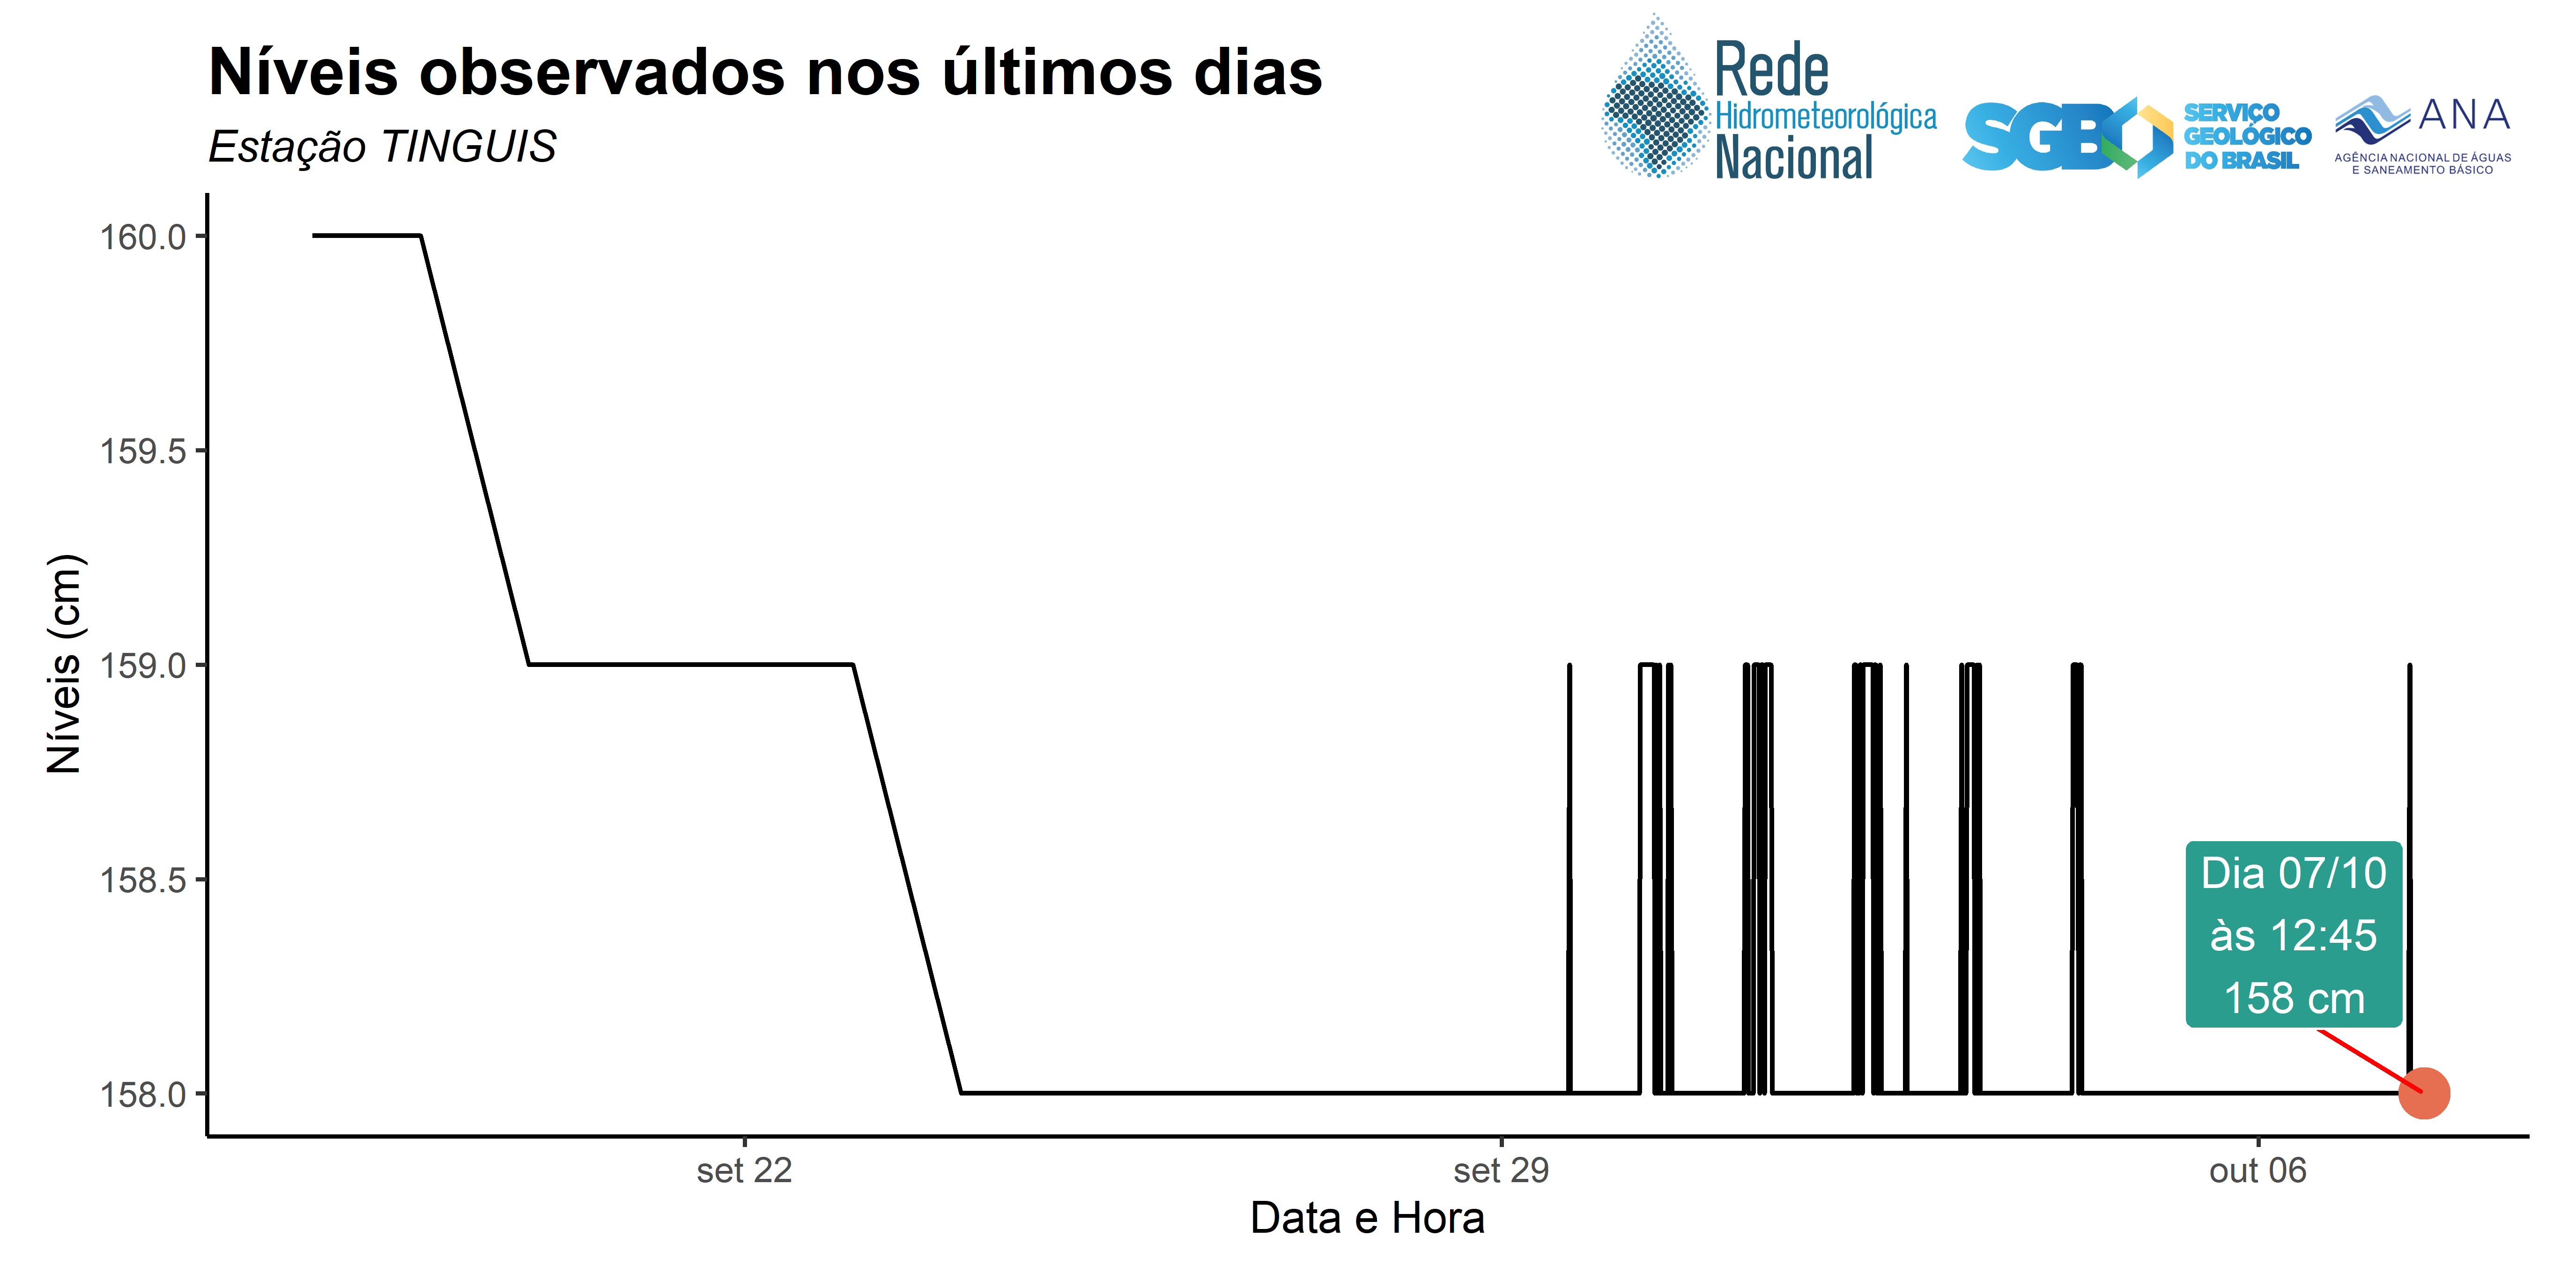 Níveis observados nos últimos dias
Estação TINGUIS
Rede
Hidrometeorológica
Nacional
SGB
SERVIÇO
GEOLÓGICO
DO BRASIL
ANA
AGÊNCIA NACIONAL DE ÁGUAS
E SANEAMENTO BÁSICO
160.0
159.5
159.0
158.5
158.0
Níveis (cm)
Dia 07/10
às 12:45
158 cm
set 22
set 29
out 06
Data e Hora